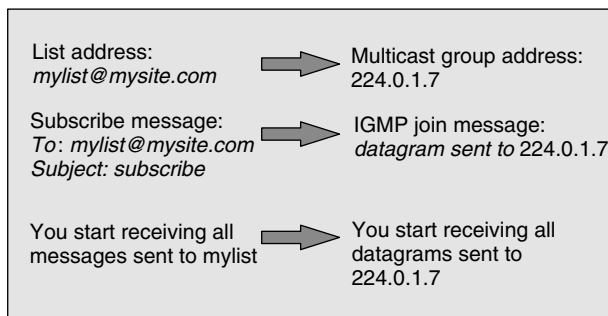 List address:
mylist@mysite.com
Multicast group address:
224.0.1.7
Subscribe message:
To: mylist@mysite.com
Subject: subscribe
IGMP join message:
datagram sent to 224.0.1.7
You start receiving all
messages sent to mylist
You start receiving all
datagrams sent to
224.0.1.7